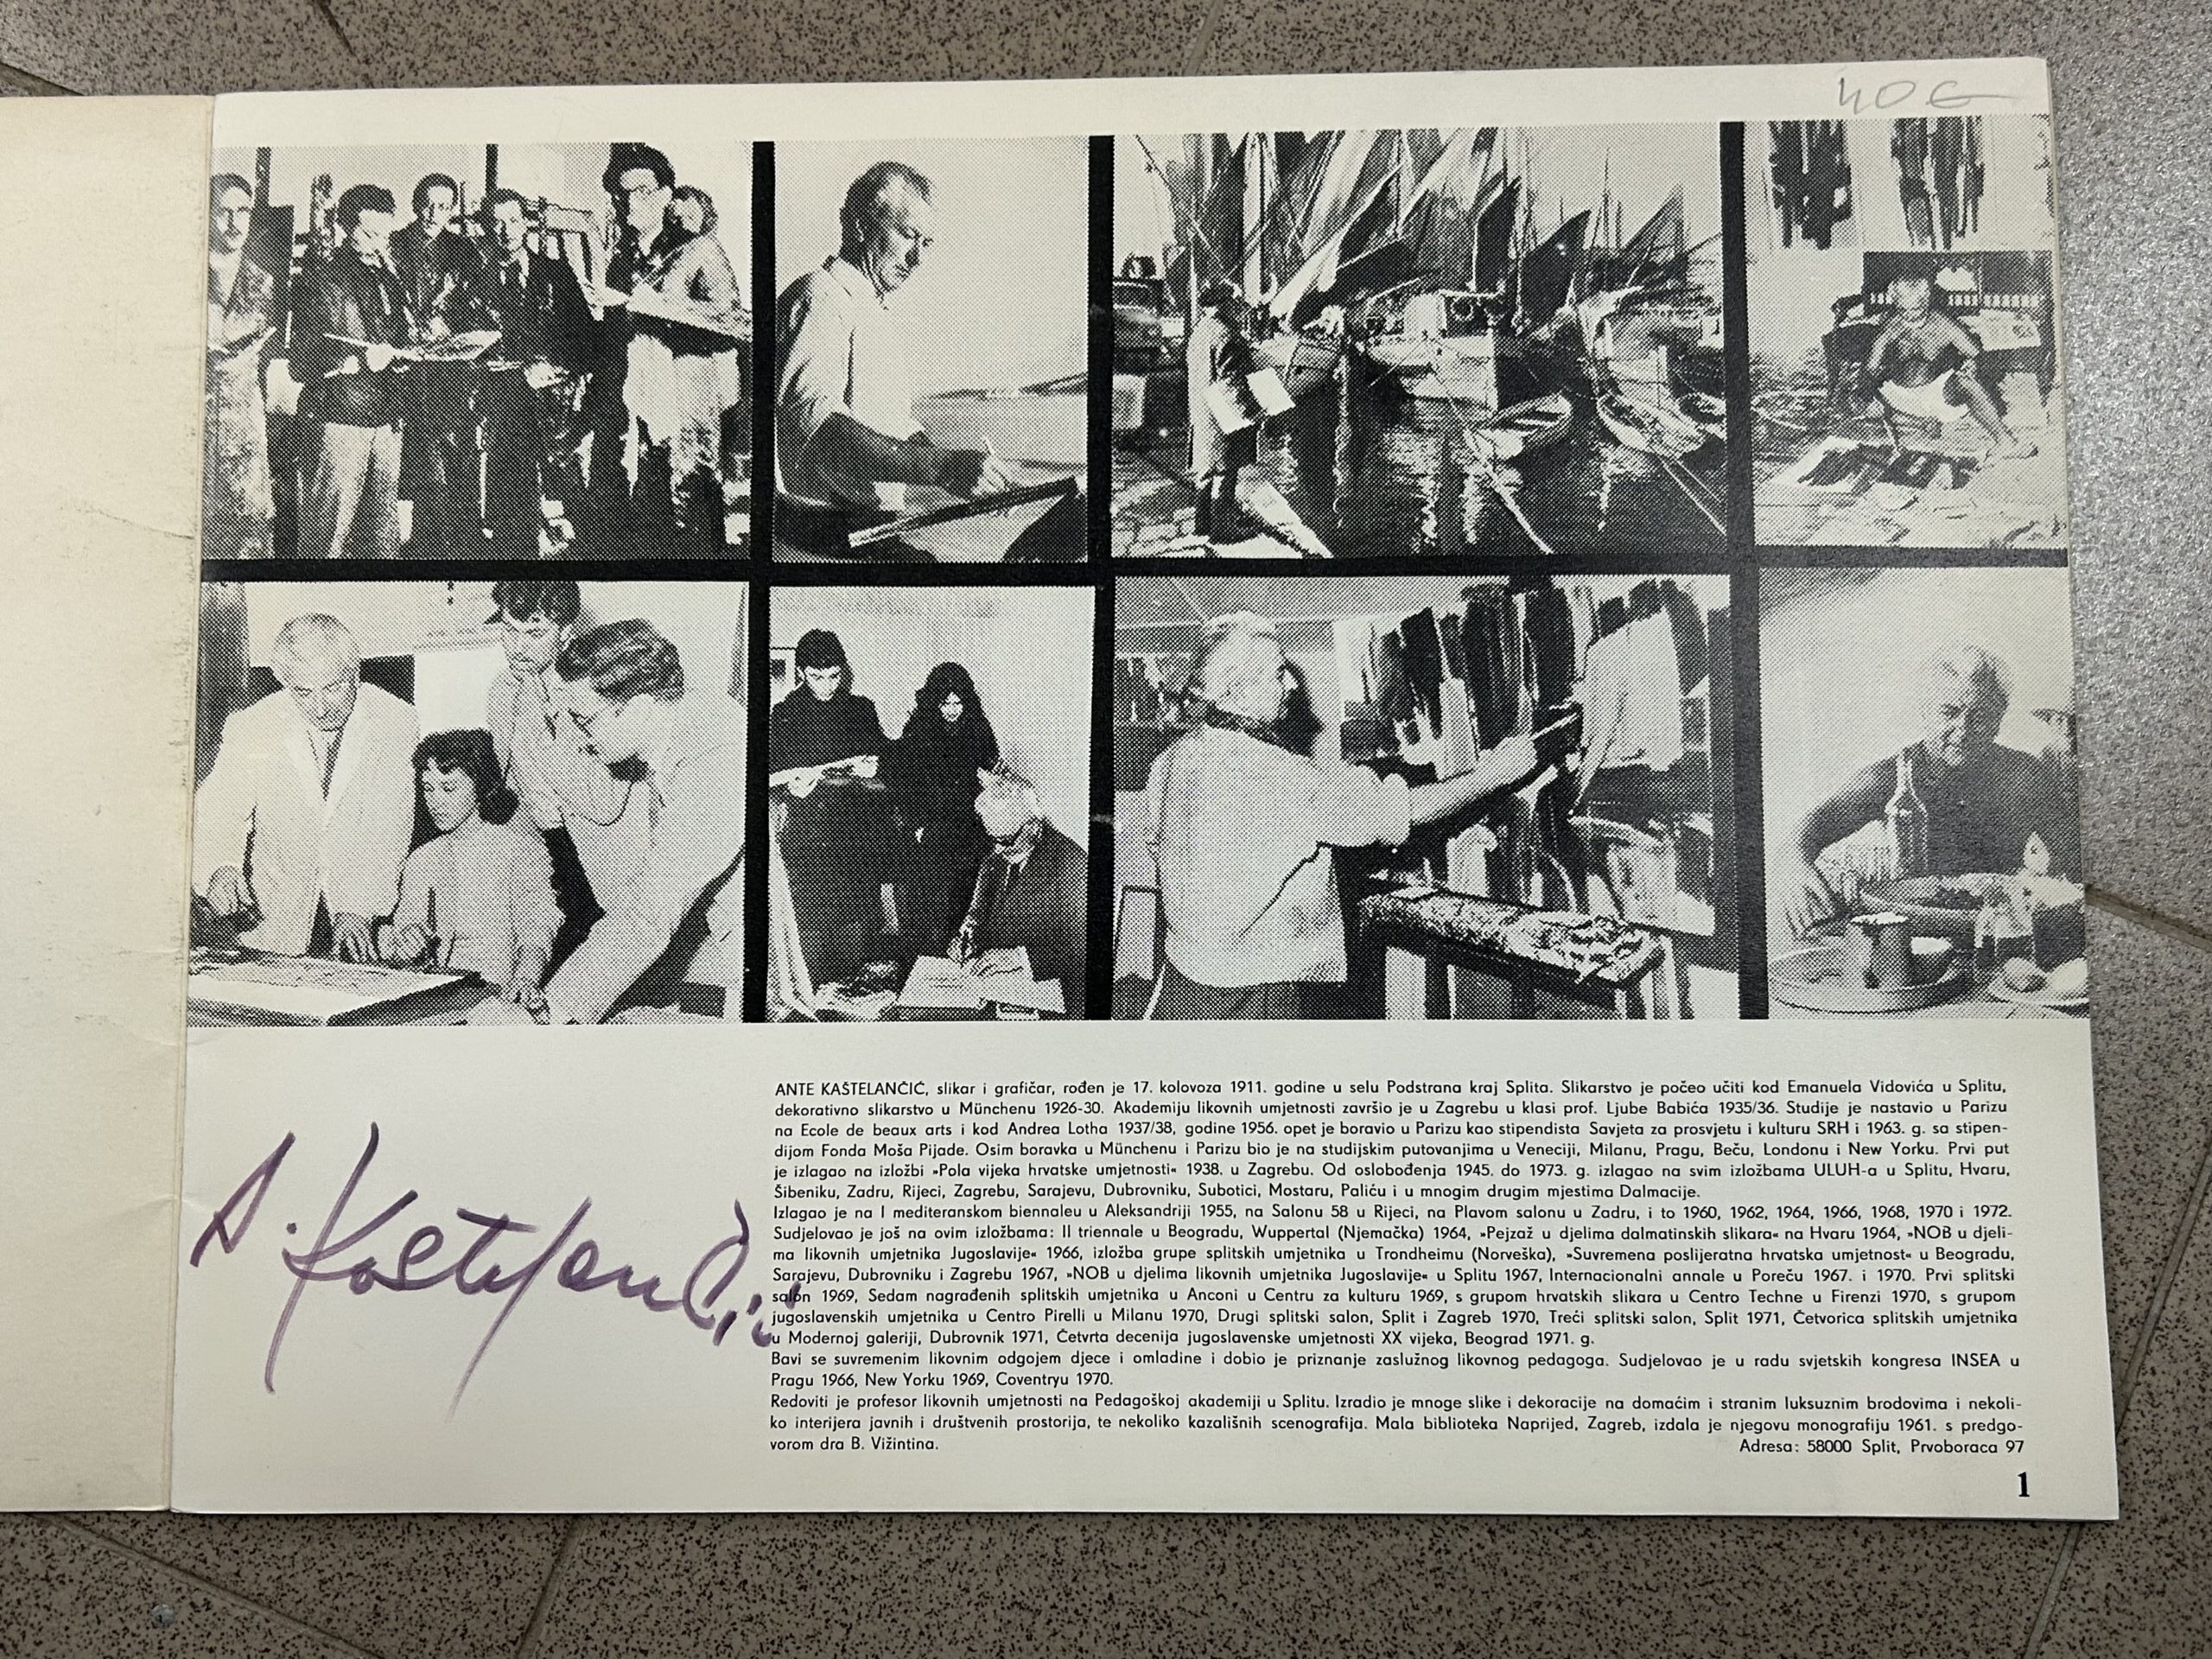 40 €
ANTE KAŠTELANČIĆ, slikar i grafičar, rođen je 17. kolovoza 1911. godine u selu Podstrana kraj Splita. Slikarstvo je počeo učiti kod Emanuela Vidovića u Splitu,
dekorativno slikarstvo u Münchenu 1926-30. Akademiju likovnih umjetnosti završio je u Zagrebu u klasi prof. Ljube Babića 1935/36. Studije je nastavio u Parizu
na Ecole de beaux arts i kod Andrea Lotha 1937/38, godine 1956. opet je boravio u Parizu kao stipendista Savjeta za prosvjetu i kulturu SRH i 1963. g. sa stipen-
dijom Fonda Moša Pijade. Osim boravka u Münchenu i Parizu bio je na studijskim putovanjima u Veneciji, Milanu, Pragu, Beču, Londonu i New Yorku. Prvi put
je izlagao na izložbi »Pola vijeka hrvatske umjetnosti« 1938. u Zagrebu. Od oslobođenja 1945. do 1973. g. izlagao na svim izložbama ULUH-a u Splitu, Hvaru,
Šibeniku, Zadru, Rijeci, Zagrebu, Sarajevu, Dubrovniku, Subotici, Mostaru, Paliću i u mnogim drugim mjestima Dalmacije.
Izlagao je na I mediteranskom biennaleu u Aleksandriji 1955, na Salonu 58 u Rijeci, na Plavom salonu u Zadru, i to 1960, 1962, 1964, 1966, 1968, 1970 i 1972.
Sudjelovao je još na ovim izložbama: II triennale u Beogradu, Wuppertal (Njemačka) 1964, »Pejzaž u djelima dalmatinskih slikara« na Hvaru 1964, »NOB u djeli-
ma likovnih umjetnika Jugoslavije« 1966, izložba grupe splitskih umjetnika u Trondheimu (Norveška), »Suvremena poslijeratna hrvatska umjetnost« u Beogradu,
Sarajevu, Dubrovniku i Zagrebu 1967, »NOB u djelima likovnih umjetnika Jugoslavije« u Splitu 1967, Internacionalni annale u Poreču 1967. i 1970. Prvi splitski
salon 1969, Sedam nagrađenih splitskih umjetnika u Anconi u Centru za kulturu 1969, s grupom hrvatskih slikara u Centro Techne u Firenzi 1970, s grupom
jugoslavenskih umjetnika u Centro Pirelli u Milanu 1970, Drugi splitski salon, Split i Zagreb 1970, Treći splitski salon, Split 1971, Četvorica splitskih umjetnika
u Modernoj galeriji, Dubrovnik 1971, Četvrta decenija jugoslavenske umjetnosti XX vijeka, Beograd 1971. g.
Bavi se suvremenim likovnim odgojem djece i omladine i dobio je priznanje zaslužnog likovnog pedagoga. Sudjelovao je u radu svjetskih kongresa INSEA u
Pragu 1966, New Yorku 1969, Coventryu 1970.
Redoviti je profesor likovnih umjetnosti na Pedagoškoj akademiji u Splitu. Izradio je mnoge slike i dekoracije na domaćim i stranim luksuznim brodovima i nekoli-
ko interijera javnih i društvenih prostorija, te nekoliko kazališnih scenografija. Mala biblioteka Naprijed, Zagreb, izdala je njegovu monografiju 1961. s predgo-
vorom dra B. Vižintina.
Adresa: 58000 Split, Prvoboraca 97
A. Kaštelančić
1